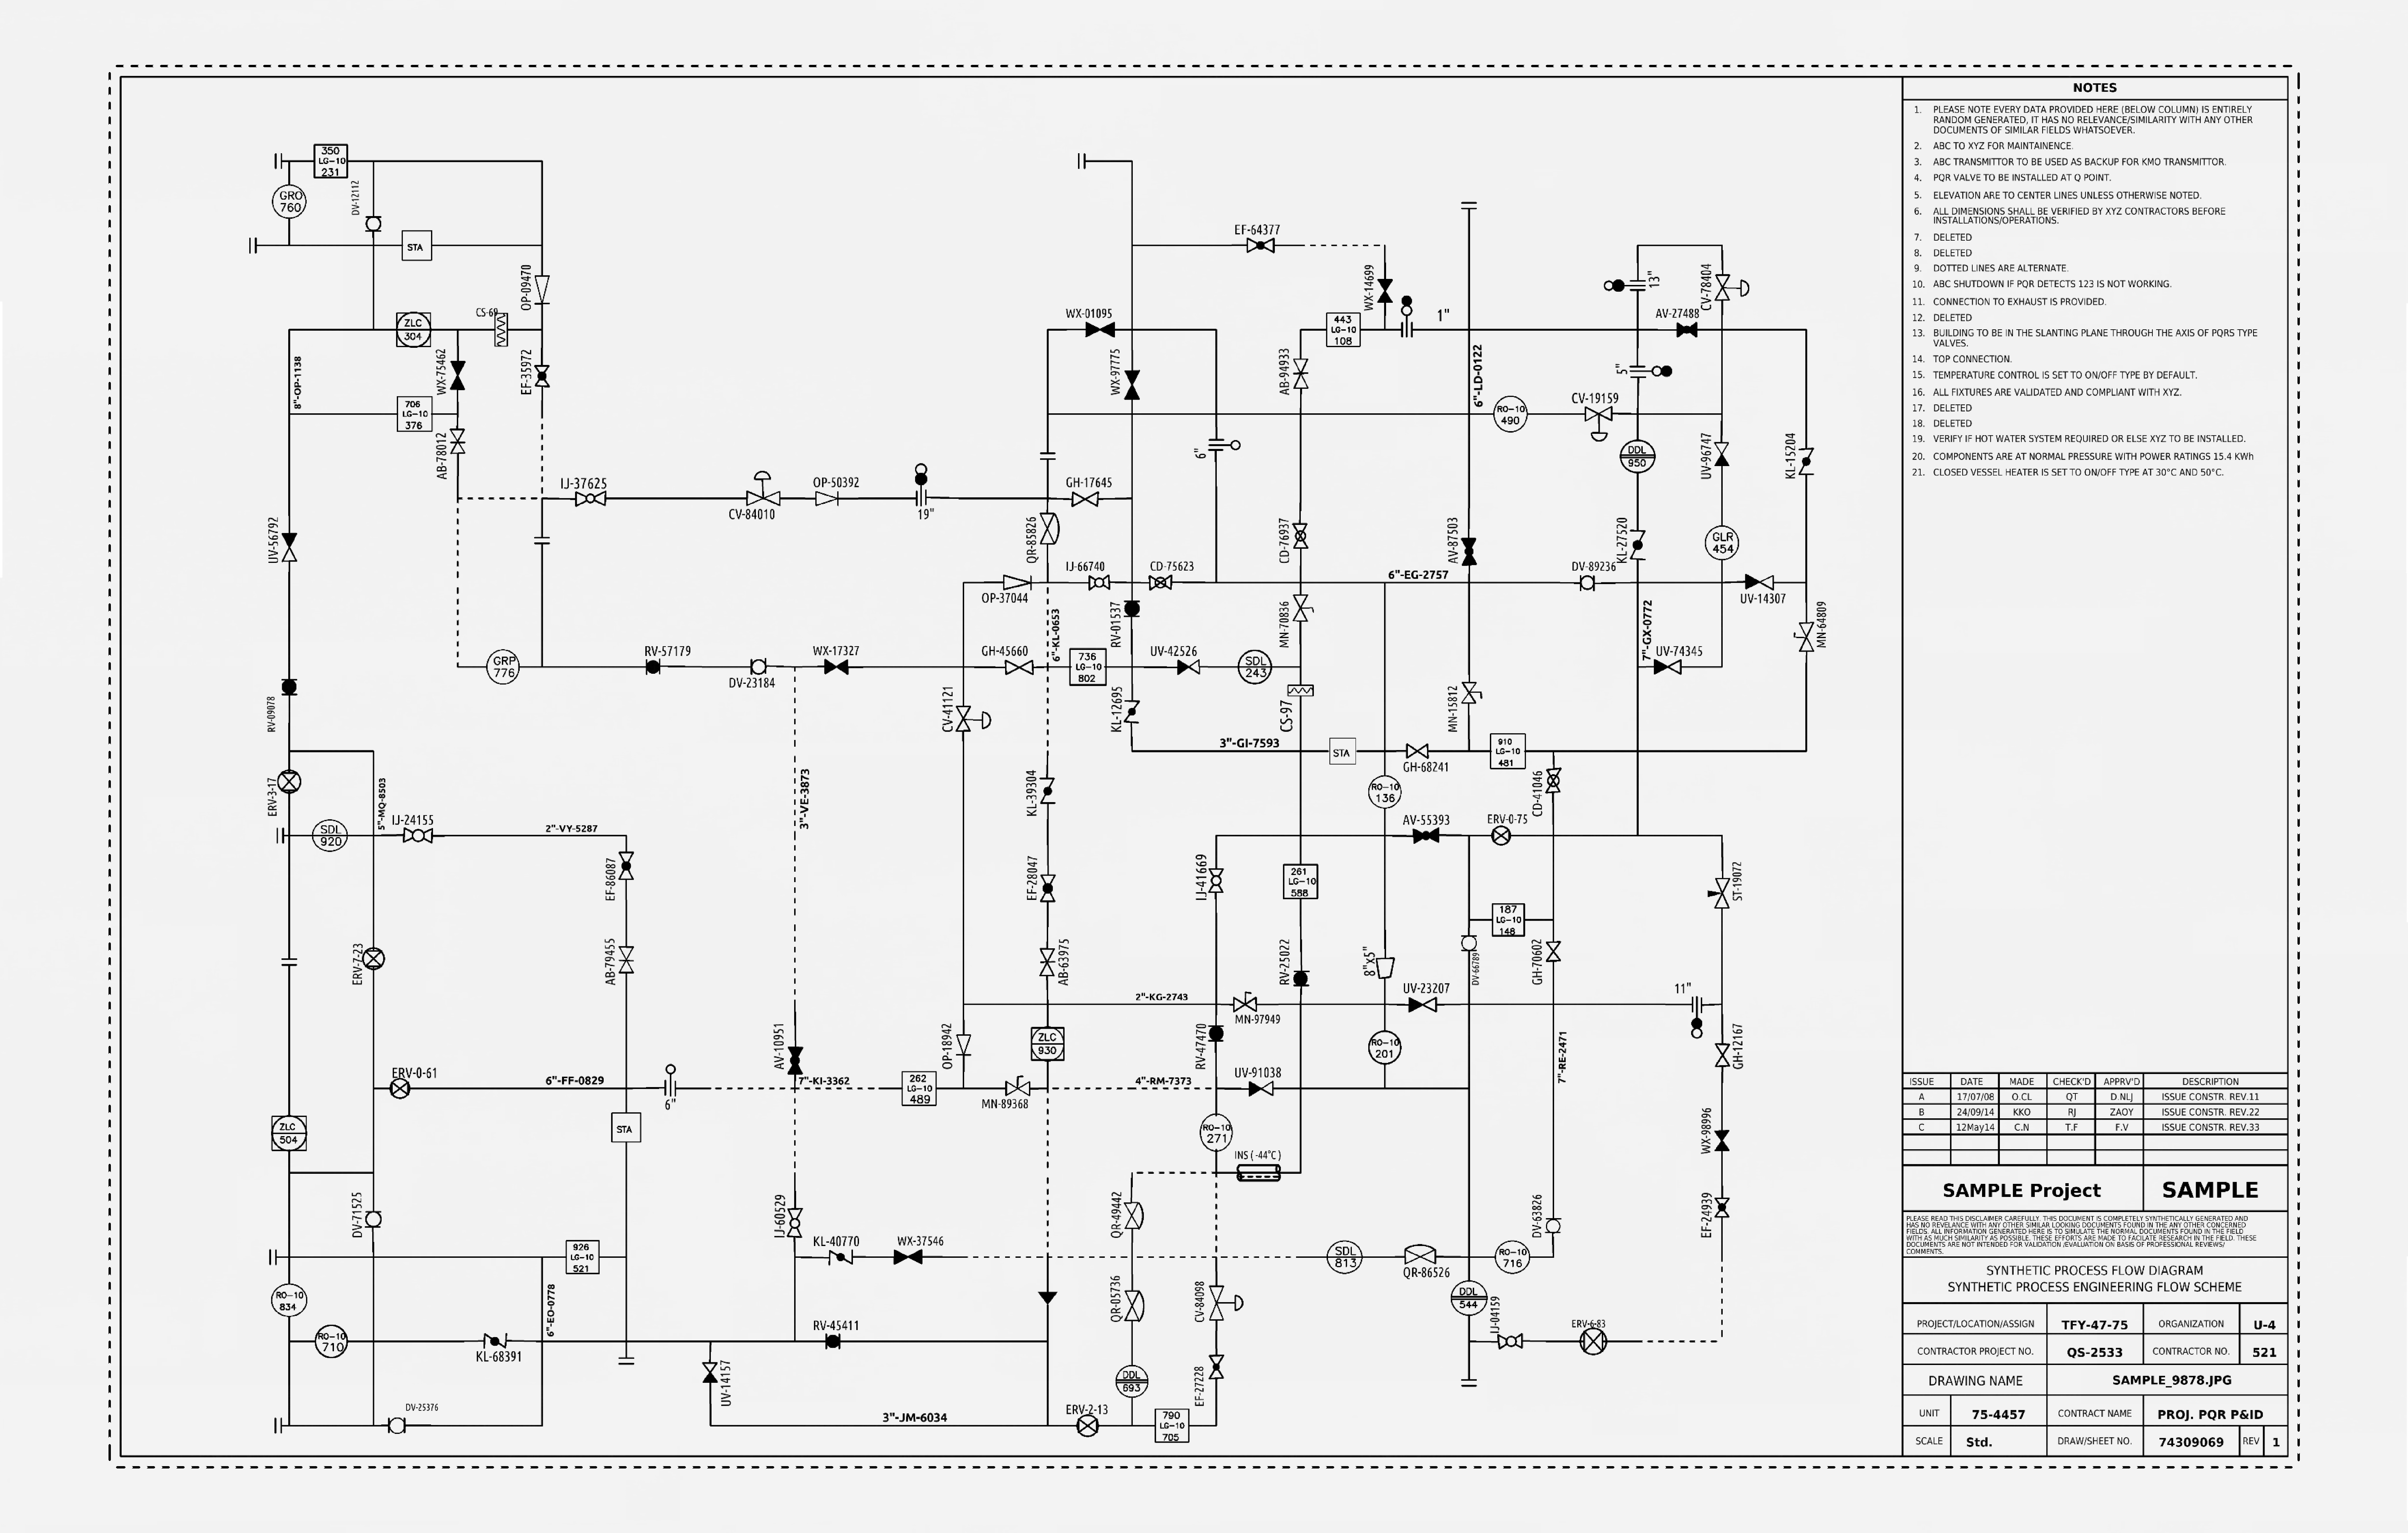 350
LG-10
231
GRO
760
DV-12112
STA
OP-09470
ZLC
304
CS-69
8"-OP-1138
WX-75462
EF-35972
706
LG-10
376
AB-78012
IJ-37625
CV-84010
OP-50392
19"
UV-56792
GRP
776
RV-57179
DV-23184
WX-17327
RV-09078
ERV-3-17
5"-MQ-8503
SDL
920
IJ-24155
2"-VY-5287
EF-86087
AB-79455
ERV-7-23
3"-VE-3873
ERV-0-61
6"-FF-0829
6"
AV-10951
7"-KI-3362
262
LG-10
489
ZLC
504
STA
DV-71525
IJ-60529
KL-40770
WX-37546
926
LG-10
521
RO-10
834
RO-10
710
KL-68391
6"-EO-0778
RV-45411
UV-14157
DV-25376
3"-JM-6034
EF-64377
WX-14699
WX-01095
WX-97775
6"
443
LG-10
108
1"
AB-94933
6"-LD-0122
13"
CV-78404
AV-27488
5"
RO-10
490
CV-19159
DDL
950
UV-96747
KL-15204
GH-17645
QR-85826
CD-76937
AV-87503
KL-27520
GLR
454
OP-37044
IJ-66740
CD-75623
6"-EG-2757
DV-89236
UV-14307
6"-KL-0653
RV-01537
MN-70836
7"-GX-0772
MN-64809
GH-45660
736
LG-10
802
UV-42526
SDL
243
UV-74345
CV-41121
KL-12695
CS-97
MN-15812
3"-GI-7593
STA
GH-68241
910
LG-10
481
RO-10
136
CD-41046
KL-39304
AV-55393
ERV-0-75
EF-28047
IJ-41669
261
LG-10
588
187
LG-10
148
ST-19072
AB-63975
RV-25022
8"X5"
DV-66789
GH-70602
2"-KG-2743
MN-97949
UV-23207
11"
OP-18942
ZLC
930
RV-47470
RO-10
201
7"-RE-2471
GH-12167
MN-89368
4"-RM-7373
UV-91038
RO-10
271
WX-98996
INS ( -44°C )
QR-49442
DV-63826
EF-24939
SDL
813
QR-86526
RO-10
716
QR-05736
CV-84098
DDL
544
IJ-04159
ERV-6-83
DDL
693
EF-27228
ERV-2-13
790
LG-10
705
NOTES
1. PLEASE NOTE EVERY DATA PROVIDED HERE (BELOW COLUMN) IS ENTIRELY
RANDOM GENERATED, IT HAS NO RELEVANCE/SIMILARITY WITH ANY OTHER
DOCUMENTS OF SIMILAR FIELDS WHATSOEVER.
2. ABC TO XYZ FOR MAINTAINENCE.
3. ABC TRANSMITTOR TO BE USED AS BACKUP FOR KMO TRANSMITTOR.
4. PQR VALVE TO BE INSTALLED AT Q POINT.
5. ELEVATION ARE TO CENTER LINES UNLESS OTHERWISE NOTED.
6. ALL DIMENSIONS SHALL BE VERIFIED BY XYZ CONTRACTORS BEFORE
INSTALLATIONS/OPERATIONS.
7. DELETED
8. DELETED
9. DOTTED LINES ARE ALTERNATE.
10. ABC SHUTDOWN IF PQR DETECTS 123 IS NOT WORKING.
11. CONNECTION TO EXHAUST IS PROVIDED.
12. DELETED
13. BUILDING TO BE IN THE SLANTING PLANE THROUGH THE AXIS OF PQRS TYPE
VALVES.
14. TOP CONNECTION.
15. TEMPERATURE CONTROL IS SET TO ON/OFF TYPE BY DEFAULT.
16. ALL FIXTURES ARE VALIDATED AND COMPLIANT WITH XYZ.
17. DELETED
18. DELETED
19. VERIFY IF HOT WATER SYSTEM REQUIRED OR ELSE XYZ TO BE INSTALLED.
20. COMPONENTS ARE AT NORMAL PRESSURE WITH POWER RATINGS 15.4 KWh
21. CLOSED VESSEL HEATER IS SET TO ON/OFF TYPE AT 30°C AND 50°C.
ISSUE DATE MADE CHECK'D APPRV'D DESCRIPTION
A 17/07/08 O.CL QT D.NLJ ISSUE CONSTR. REV.11
B 24/09/14 KKO RJ ZAOY ISSUE CONSTR. REV.22
C 12May14 C.N T.F F.V ISSUE CONSTR. REV.33
SAMPLE Project SAMPLE
PLEASE READ THIS DISCLAIMER CAREFULLY. THIS DOCUMENT IS COMPLETELY SYNTHETICALLY GENERATED AND
HAS NO REVELANCE WITH ANY OTHER SIMILAR LOOKING DOCUMENTS FOUND IN THE ANY OTHER CONCERNED
FIELDS. ALL INFORMATION GENERATED HERE IS TO SIMULATE THE NORMAL DOCUMENTS FOUND IN THE FIELD
WITH AS MUCH SIMILARITY AS POSSIBLE. THESE EFFORTS ARE MADE TO FACILATE RESEARCH IN THE FIELD. THESE
DOCUMENTS ARE NOT INTENDED FOR VALIDATION /EVALUATION ON BASIS OF PROFESSIONAL REVIEWS/
COMMENTS.
SYNTHETIC PROCESS FLOW DIAGRAM
SYNTHETIC PROCESS ENGINEERING FLOW SCHEME
PROJECT/LOCATION/ASSIGN TFY-47-75 ORGANIZATION U-4
CONTRACTOR PROJECT NO. QS-2533 CONTRACTOR NO. 521
DRAWING NAME SAMPLE_9878.JPG
UNIT 75-4457 CONTRACT NAME PROJ. PQR P&ID
SCALE Std. DRAW/SHEET NO. 74309069 REV 1